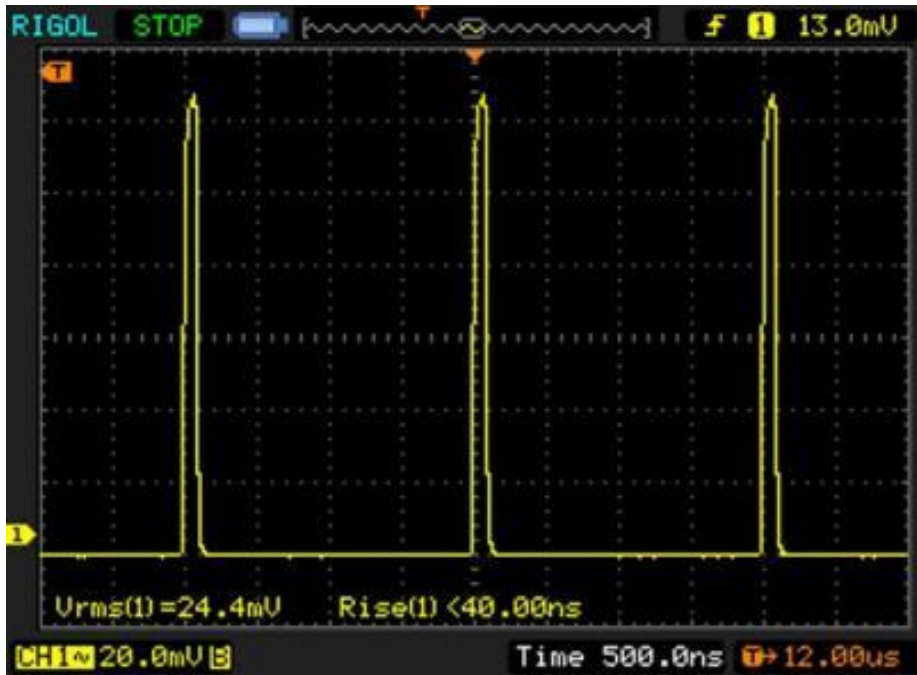 RIGOL STOP T 1 13.0mV
T
1
Vrms(1)=24.4mV Rise(1)<40.00ns
CH1~ 20.0mV B Time 500.0ns T→12.00us